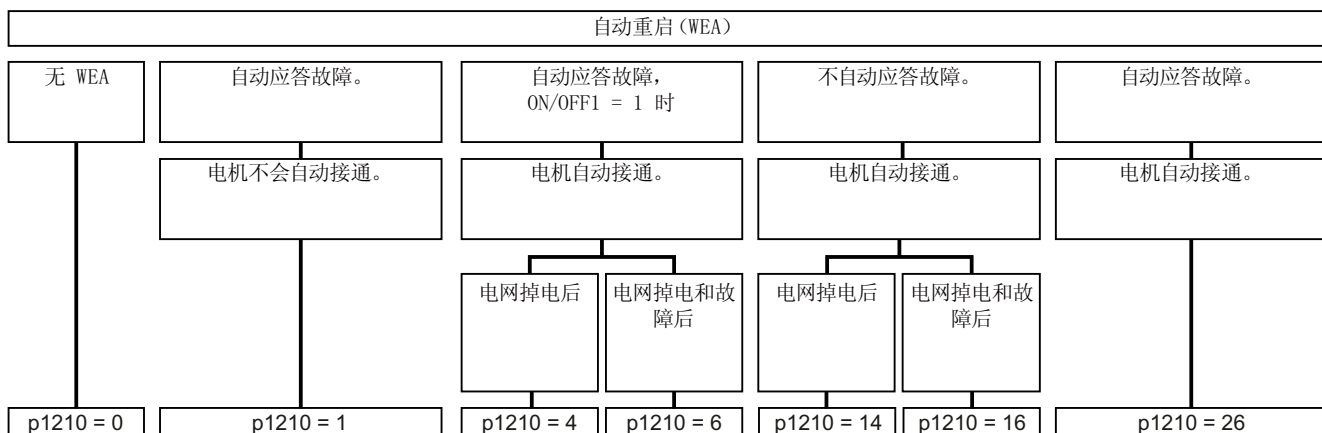 自动重启(WEA)
无 WEA
自动应答故障。
自动应答故障,
ON/OFF1 = 1 时
不自动应答故障。
自动应答故障。
电机不会自动接通。
电机自动接通。
电机自动接通。
电机自动接通。
电网掉电后
电网掉电和故
障后
电网掉电后
电网掉电和故
障后
p1210 = 0
p1210 = 1
p1210 = 4
p1210 = 6
p1210 = 14
p1210 = 16
p1210 = 26